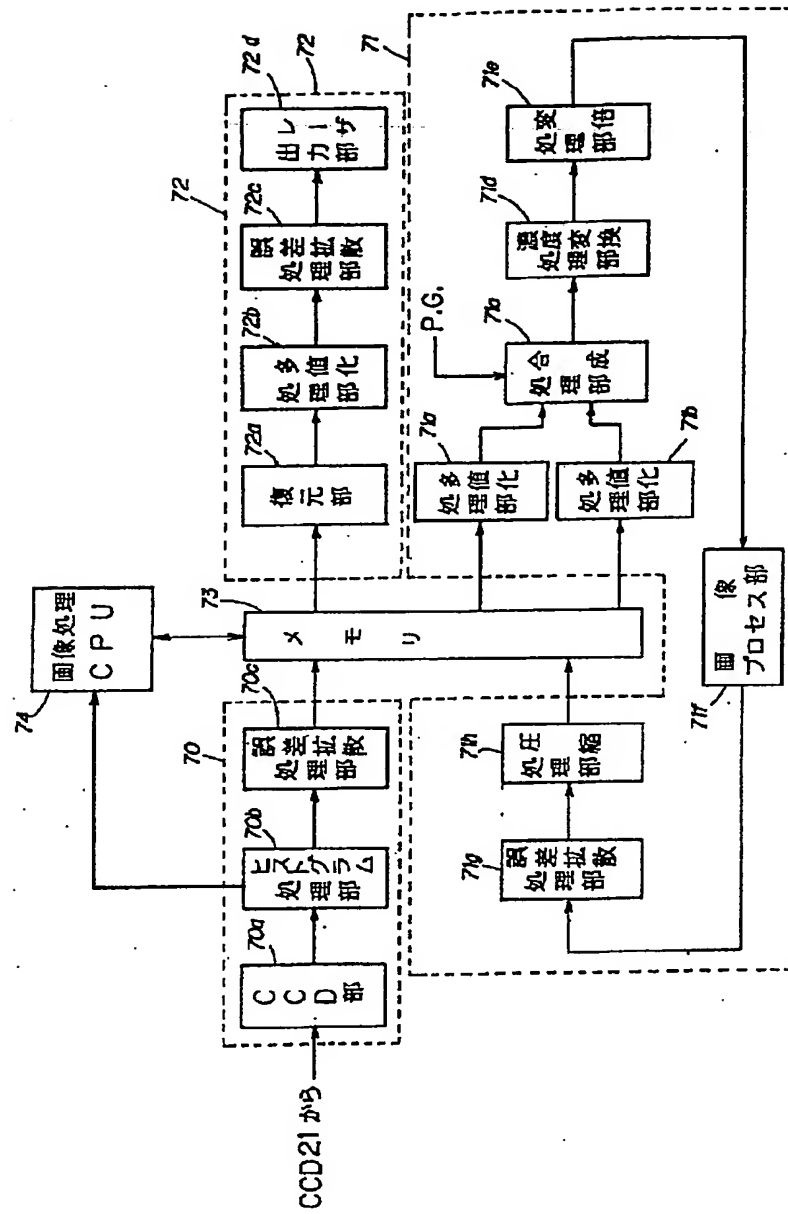 74
画像処理
CPU
70
70a
CCD部
70b
ヒストグラム
処理部
70c
誤差拡散
処理部
73
メモリ
72
72a
復元部
72b
多値化
処理部
72c
誤差拡散
処理部
72d
レーザ
出力部
72
CCD21から
71
71a
多値化
処理部
71b
多値化
処理部
P.G.
合成
処理部
71d
濃度変換
処理部
71e
変倍
処理部
71f
画像
プロセス部
71g
誤差拡散
処理部
71h
圧縮
処理部